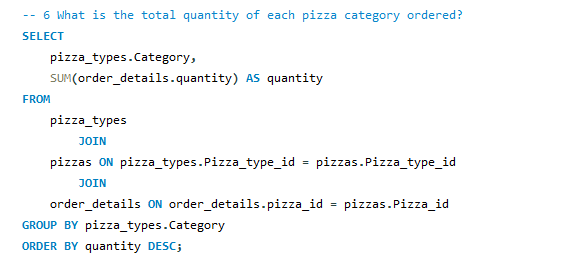 -- 6 What is the total quantity of each pizza category ordered?
SELECT
pizza_types.Category,
SUM(order_details.quantity) AS quantity
FROM
pizza_types
JOIN
pizzas ON pizza_types.Pizza_type_id = pizzas.Pizza_type_id
JOIN
order_details ON order_details.pizza_id = pizzas.Pizza_id
GROUP BY pizza_types.Category
ORDER BY quantity DESC;